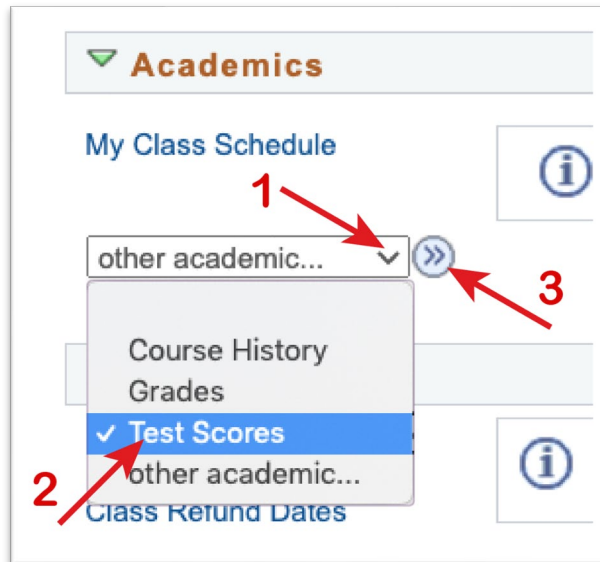 Academics
My Class Schedule
1
other academic...
3
Course History
Grades
✓ Test Scores
other academic...
2
Class Refund Dates